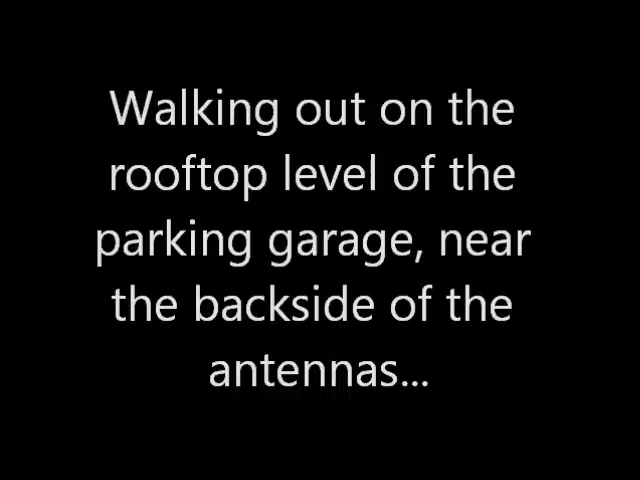 Walking out on the
rooftop level of the
parking garage, near
the backside of the
antennas...